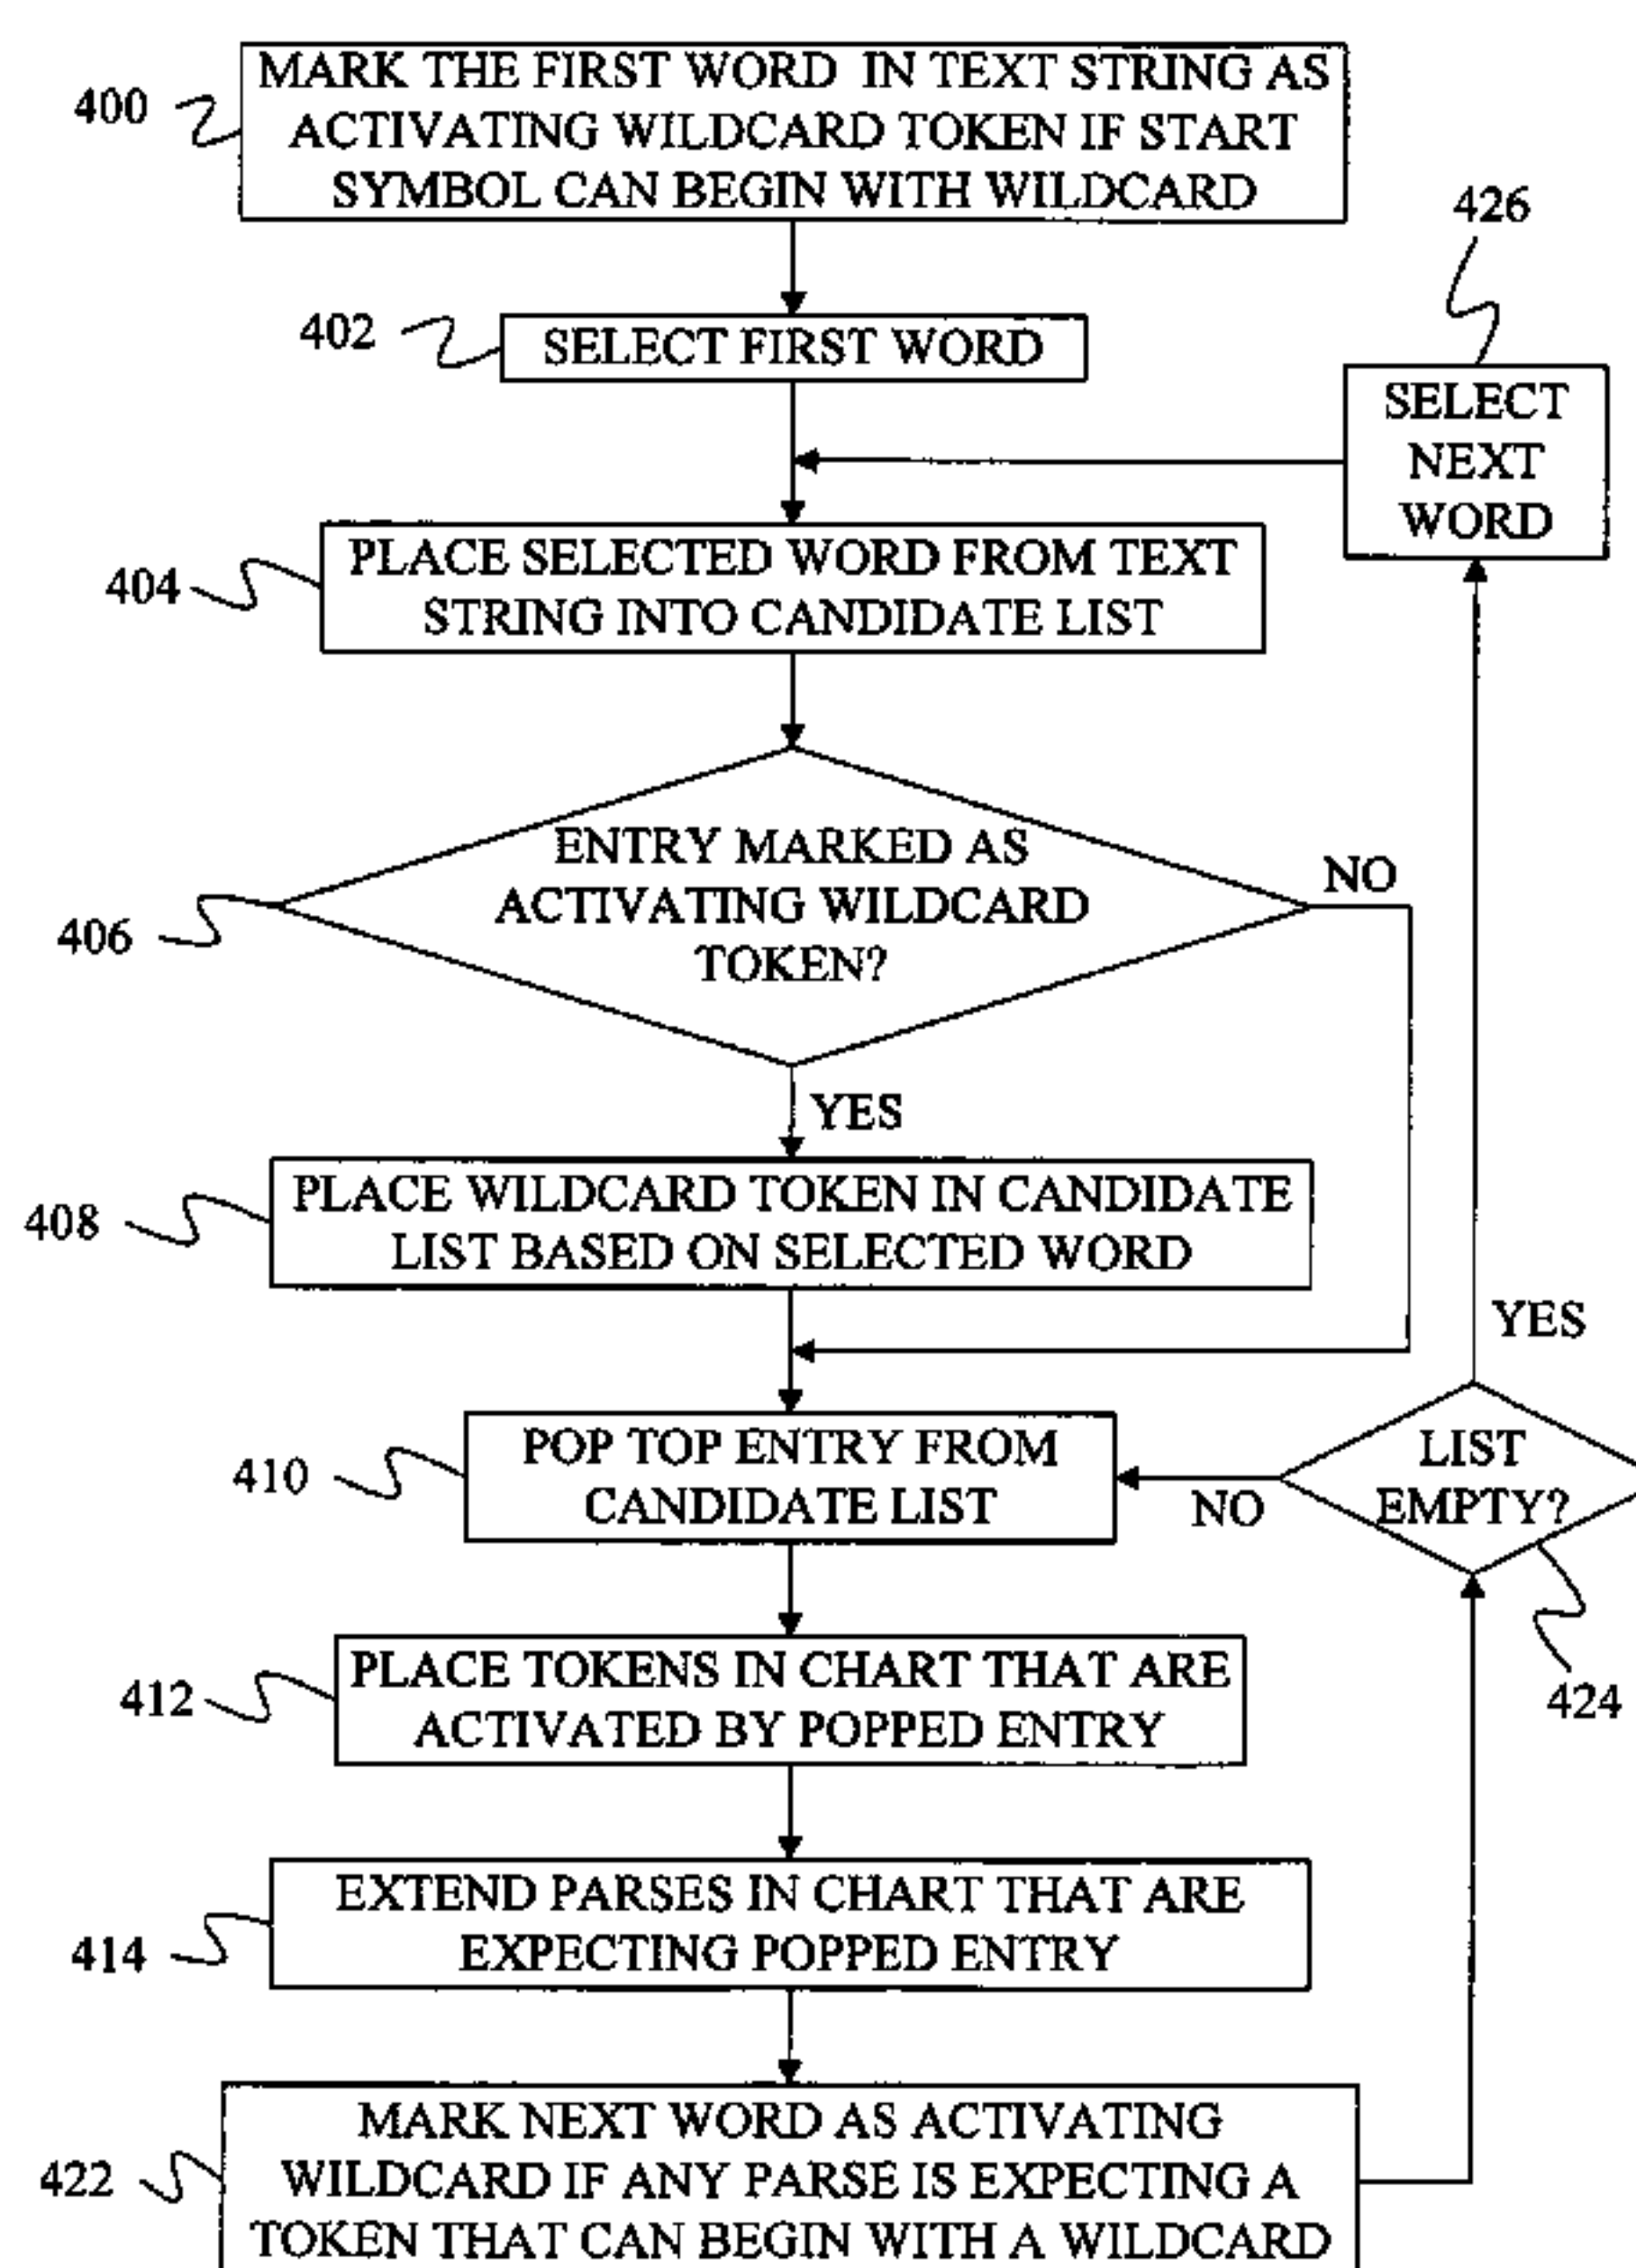 400
MARK THE FIRST WORD IN TEXT STRING AS
ACTIVATING WILDCARD TOKEN IF START
SYMBOL CAN BEGIN WITH WILDCARD
426
402
SELECT FIRST WORD
SELECT
NEXT
WORD
404
PLACE SELECTED WORD FROM TEXT
STRING INTO CANDIDATE LIST
406
ENTRY MARKED AS
ACTIVATING WILDCARD
TOKEN?
NO
YES
408
PLACE WILDCARD TOKEN IN CANDIDATE
LIST BASED ON SELECTED WORD
YES
410
POP TOP ENTRY FROM
CANDIDATE LIST
NO
LIST
EMPTY?
424
412
PLACE TOKENS IN CHART THAT ARE
ACTIVATED BY POPPED ENTRY
414
EXTEND PARSES IN CHART THAT ARE
EXPECTING POPPED ENTRY
422
MARK NEXT WORD AS ACTIVATING
WILDCARD IF ANY PARSE IS EXPECTING A
TOKEN THAT CAN BEGIN WITH A WILDCARD